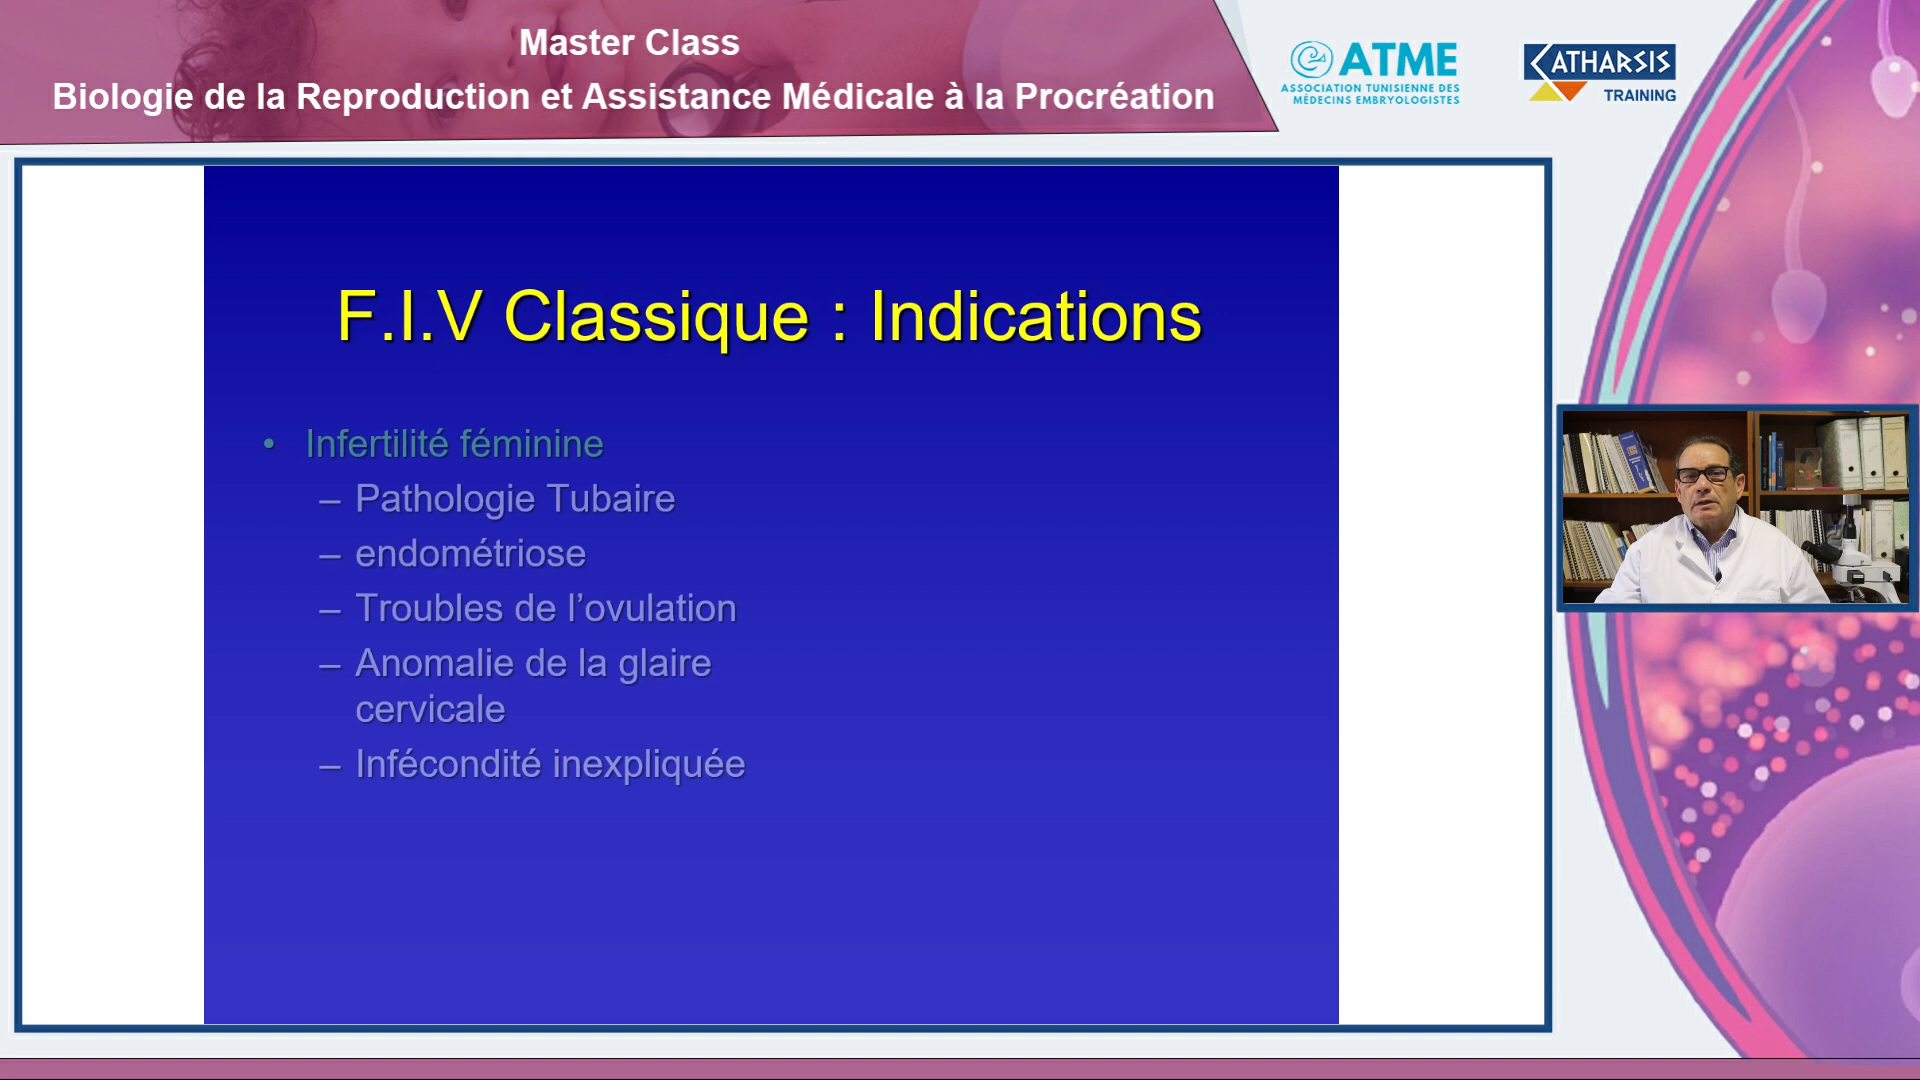 Master Class
Biologie de la Reproduction et Assistance Médicale à la Procréation
ATME
ASSOCIATION TUNISIENNE DES
MÉDECINS EMBRYOLOGISTES
CATHARSIS
TRAINING
F.I.V Classique : Indications
• Infertilité féminine
– Pathologie Tubaire
– endométriose
– Troubles de l’ovulation
– Anomalie de la glaire
cervicale
– Infécondité inexpliquée